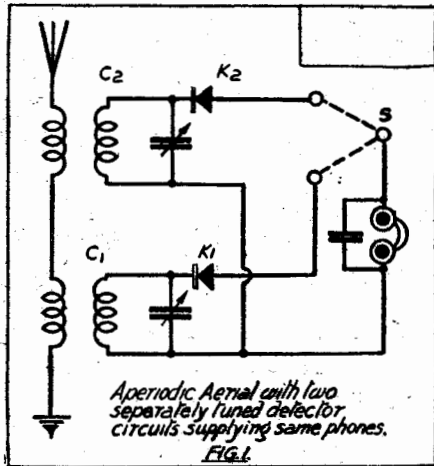 C2
K2
S
C1
K1
Aperiodic Aerial with two
separately tuned detector
circuits supplying same phones.
FIG.1.